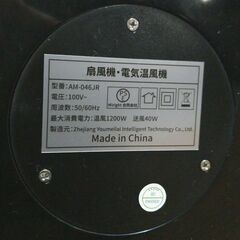 扇風機・電気温風機
型番：AM-046JR
電圧：100V~
周波数：50/60Hz
最大消費電力：温風1200W 送風40W
製造元：Zhejiang Youmeilai Intelligent Technology Co., Ltd.
Made in China